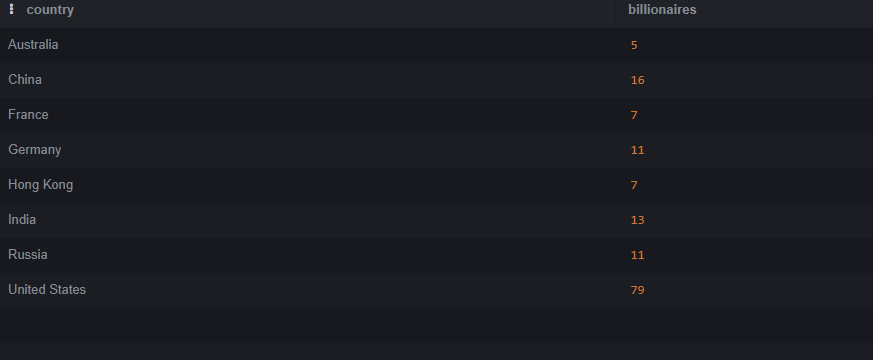 country billionaires
Australia 5
China 16
France 7
Germany 11
Hong Kong 7
India 13
Russia 11
United States 79